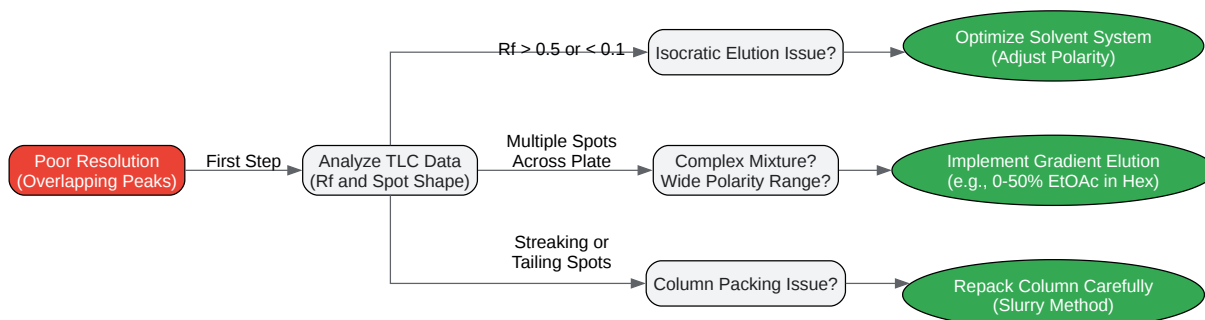 Poor Resolution
(Overlapping Peaks)
First Step
Analyze TLC Data
(Rf and Spot Shape)
Rf > 0.5 or < 0.1
Isocratic Elution Issue?
Optimize Solvent System
(Adjust Polarity)
Multiple Spots
Across Plate
Complex Mixture?
Wide Polarity Range?
Implement Gradient Elution
(e.g., 0-50% EtOAc in Hex)
Streaking or
Tailing Spots
Column Packing Issue?
Repack Column Carefully
(Slurry Method)